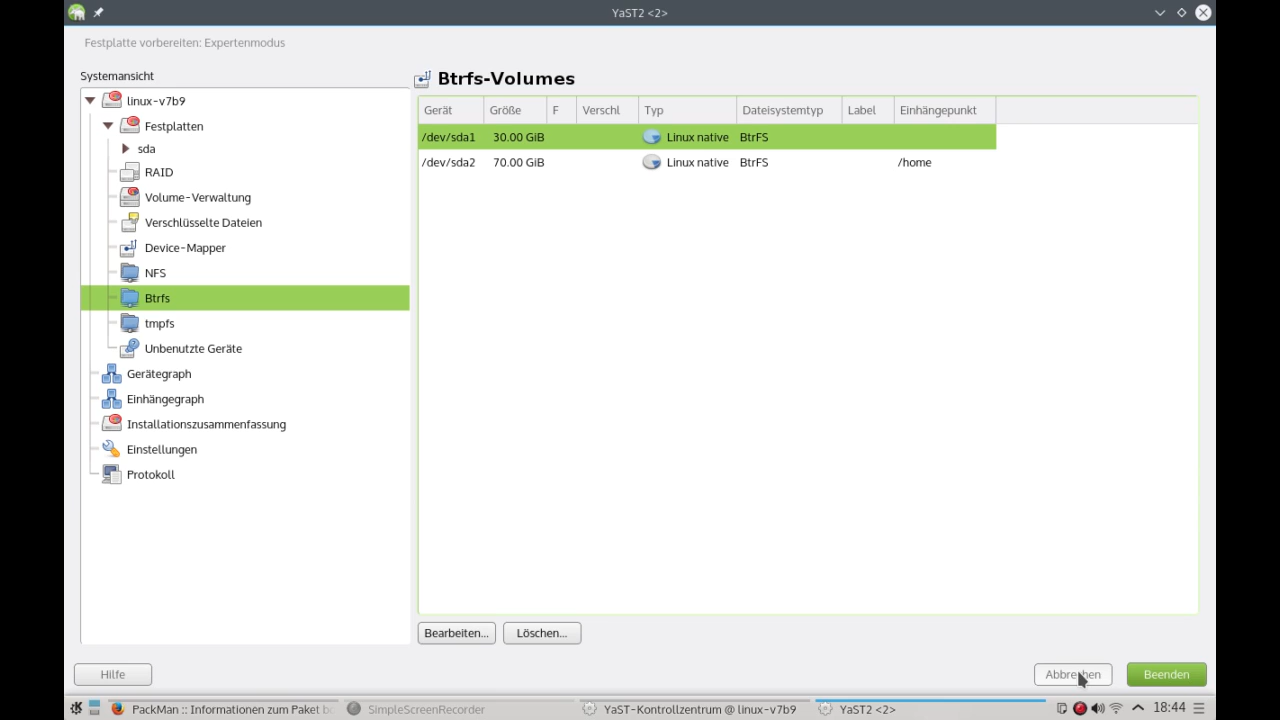 YaST2 <2>
Festplatte vorbereiten: Expertenmodus
Systemansicht
linux-v7b9
Festplatten
sda
RAID
Volume-Verwaltung
Verschlüsselte Dateien
Device-Mapper
NFS
Btrfs
tmpfs
Unbenutzte Geräte
Gerätegraph
Einhängegraph
Installationszusammenfassung
Einstellungen
Protokoll
Btrfs-Volumes
Gerät Größe F Verschl Typ Dateisystemtyp Label Einhängepunkt
/dev/sda1 30.00 GiB Linux native BtrFS
/dev/sda2 70.00 GiB Linux native BtrFS /home
Bearbeiten... Löschen...
Hilfe Abbrechen Beenden
PackMan :: Informationen zum Paket SimpleScreenRecorder YaST-Kontrollzentrum @ linux-v7b9 YaST2 <2> 18:44